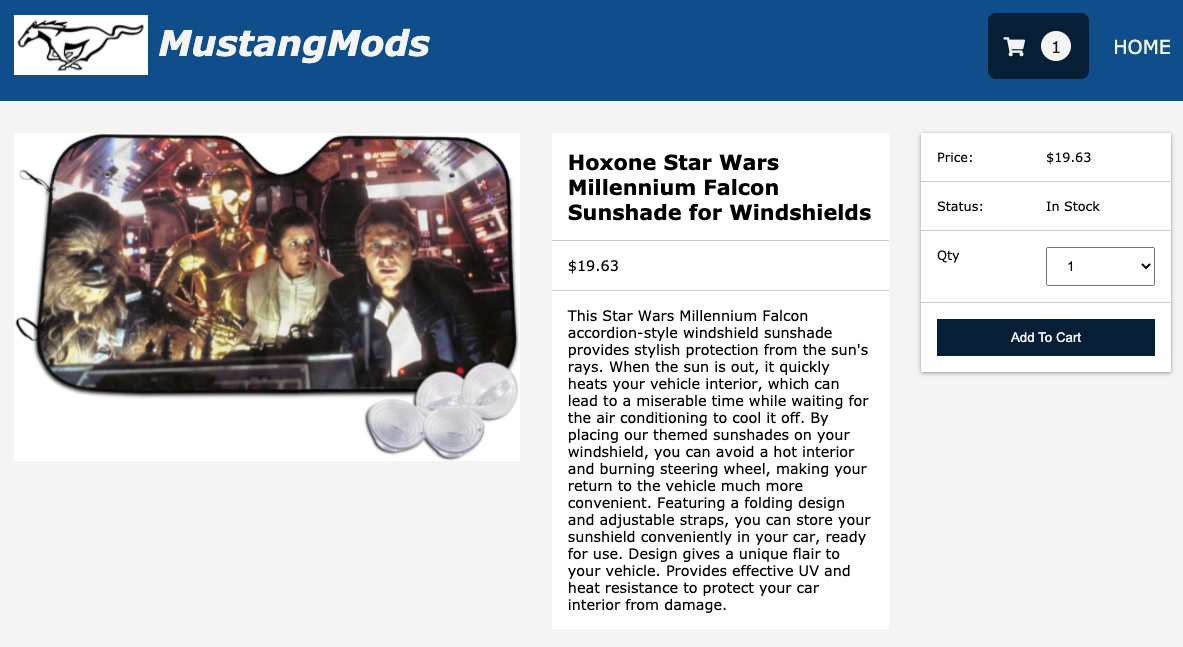 MustangMods
1
HOME
Hoxone Star Wars
Millennium Falcon
Sunshade for Windshields
$19.63
This Star Wars Millennium Falcon
accordion-style windshield sunshade
provides stylish protection from the sun's
rays. When the sun is out, it quickly
heats your vehicle interior, which can
lead to a miserable time while waiting for
the air conditioning to cool it off. By
placing our themed sunshades on your
windshield, you can avoid a hot interior
and burning steering wheel, making your
return to the vehicle much more
convenient. Featuring a folding design
and adjustable straps, you can store your
sunshield conveniently in your car, ready
for use. Design gives a unique flair to
your vehicle. Provides effective UV and
heat resistance to protect your car
interior from damage.
Price: $19.63
Status: In Stock
Qty 1
Add To Cart